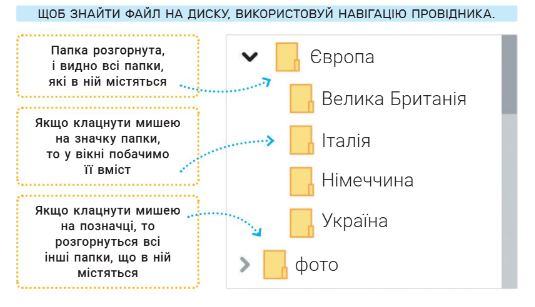 ЩОБ ЗНАЙТИ ФАЙЛ НА ДИСКУ, ВИКОРИСТОВУЙ НАВІГАЦІЮ ПРОВІДНИКА.
Папка розгорнута,
і видно всі папки,
які в ній містяться
Якщо клацнути мишею
на значку папки,
то у вікні побачимо
її вміст
Якщо клацнути мишею
на позначці, то
розгорнуться всі
інші папки, що в ній
містяться
Європа
Велика Британія
Італія
Німеччина
Україна
фото